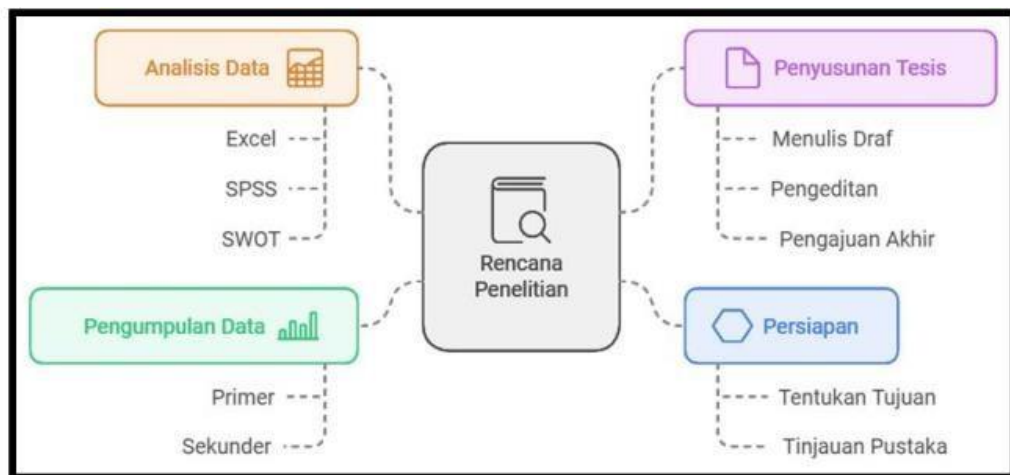 Analisis Data
Excel
SPSS
SWOT
Pengumpulan Data
Primer
Sekunder
Rencana
Penelitian
Penyusunan Tesis
Menulis Draf
Pengeditan
Pengajuan Akhir
Persiapan
Tentukan Tujuan
Tinjauan Pustaka